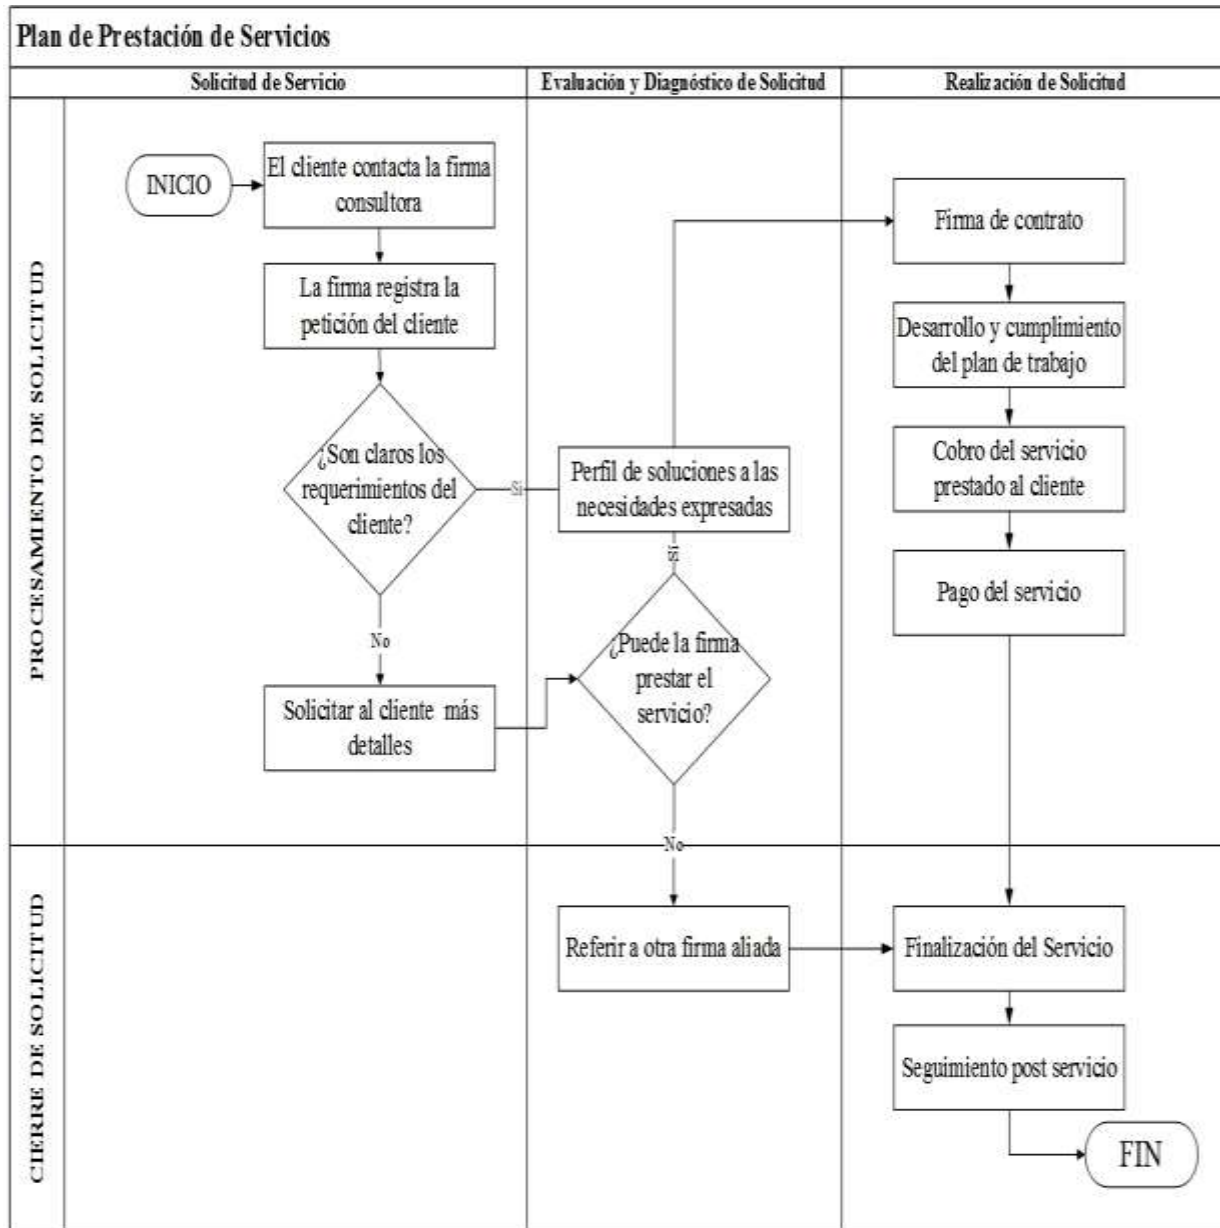 Plan de Prestación de Servicios
Solicitud de Servicio
Evaluación y Diagnóstico de Solicitud
Realización de Solicitud
PROCESAMIENTO DE SOLICITUD
INICIO
El cliente contacta la firma
consultora
La firma registra la
petición del cliente
¿Son claros los
requerimientos del
cliente?
Si
No
Solicitar al cliente más
detalles
Perfil de soluciones a las
necesidades expresadas
Si
¿Puede la firma
prestar el
servicio?
No
Firma de contrato
Desarrollo y cumplimiento
del plan de trabajo
Cobro del servicio
prestado al cliente
Pago del servicio
CIERRE DE SOLICITUD
Referir a otra firma aliada
Finalización del Servicio
Seguimiento post servicio
FIN